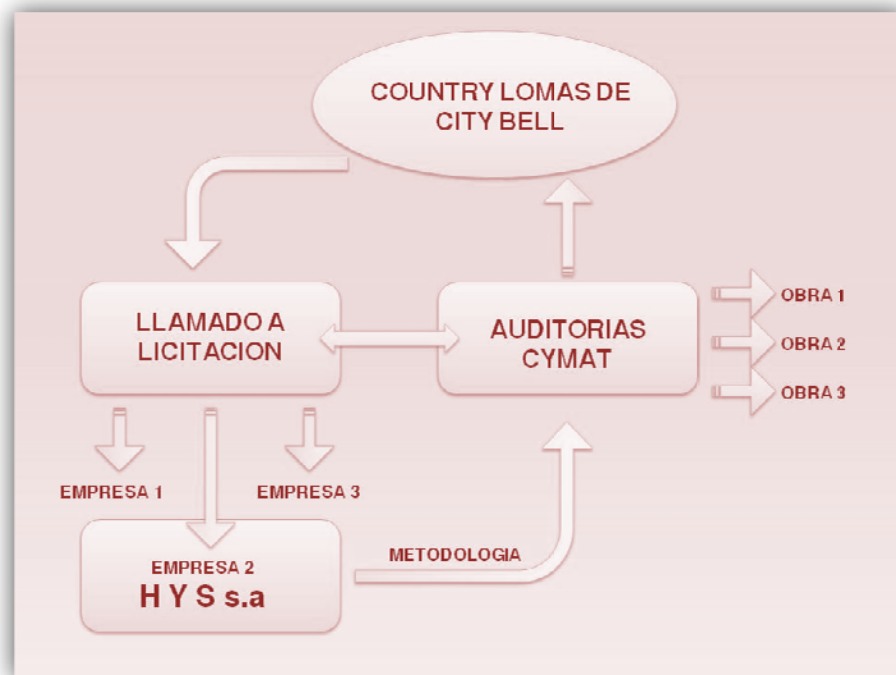 COUNTRY LOMAS DE
CITY BELL
LLAMADO A
LICITACION
AUDITORIAS
CYMAT
OBRA 1
OBRA 2
OBRA 3
EMPRESA 1
EMPRESA 3
EMPRESA 2
H Y S s.a
METODOLOGIA